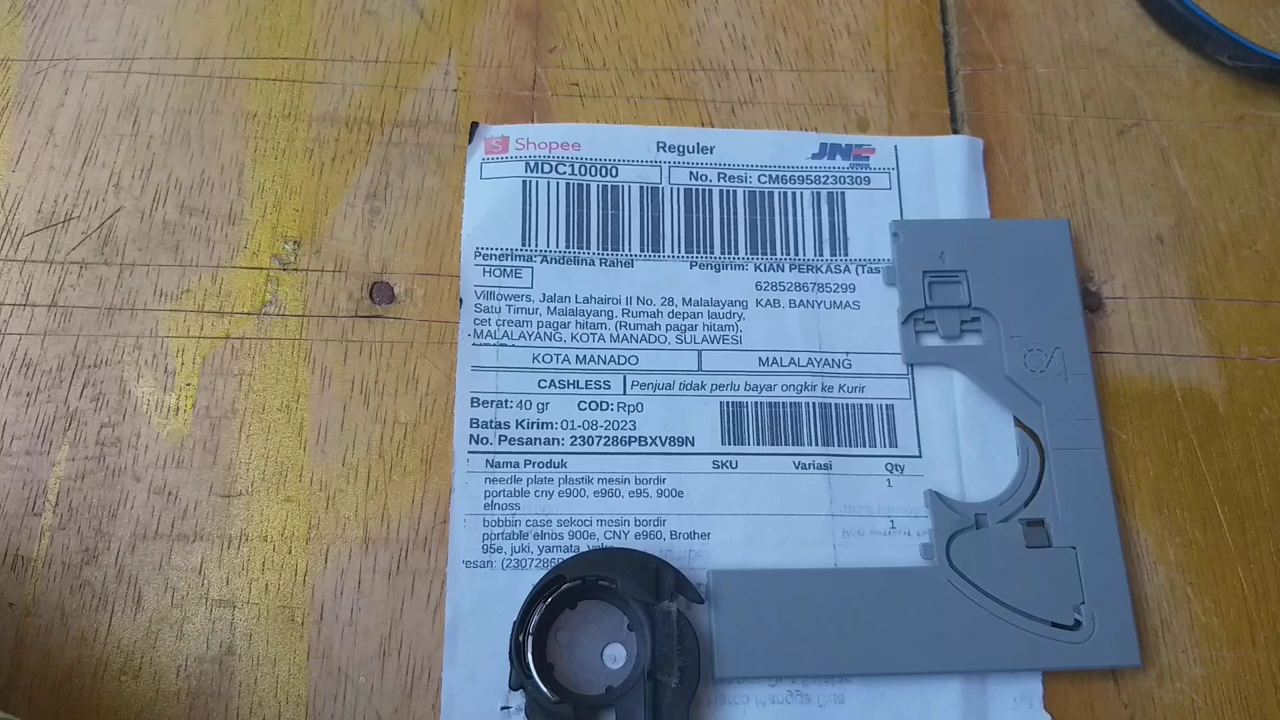 Shopee Reguler JNE
MDC10000 No. Resi: CM66958230309
Penerima: Andelina Rahel Pengirim: KIAN PERKASA (Tas
HOME 6285286785299
Vilflowers, Jalan Lahairoi II No. 28, Malalayang KAB. BANYUMAS
Satu Timur, Malalayang, Rumah depan laudry,
cet cream pagar hitam. (Rumah pagar hitam),
MALALAYANG, KOTA MANADO, SULAWESI
KOTA MANADO MALALAYANG
CASHLESS Penjual tidak perlu bayar ongkir ke Kurir
Berat: 40 gr COD: Rp0
Batas Kirim: 01-08-2023
No. Pesanan: 2307286PBXV89N
Nama Produk SKU Variasi Qty
needle plate plastik mesin bordir 1
portable cny e900, e960, e95, 900e
elnoss
bobbin case sekoci mesin bordir 1
portable elnos 900e, CNY e960, Brother
95e, juki, yamata,
esan: (2307286P